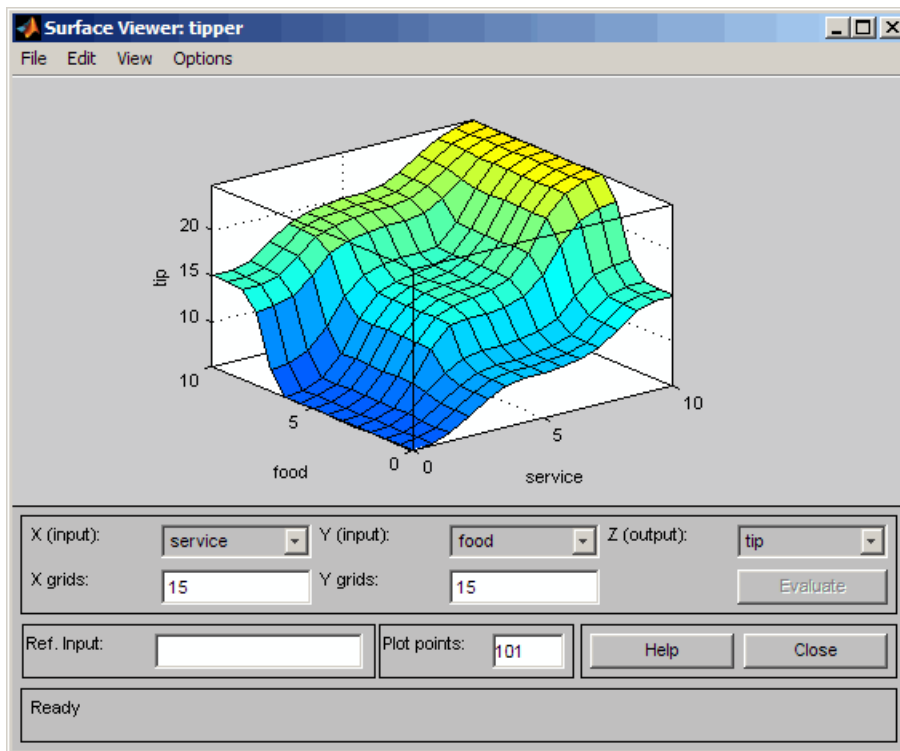 Surface Viewer: tipper
File Edit View Options
20
15
10
tip
10
5
0
food
0
5
10
service
X (input): service Y (input): food Z (output): tip
X grids: 15 Y grids: 15 Evaluate
Ref. Input: Plot points: 101 Help Close
Ready